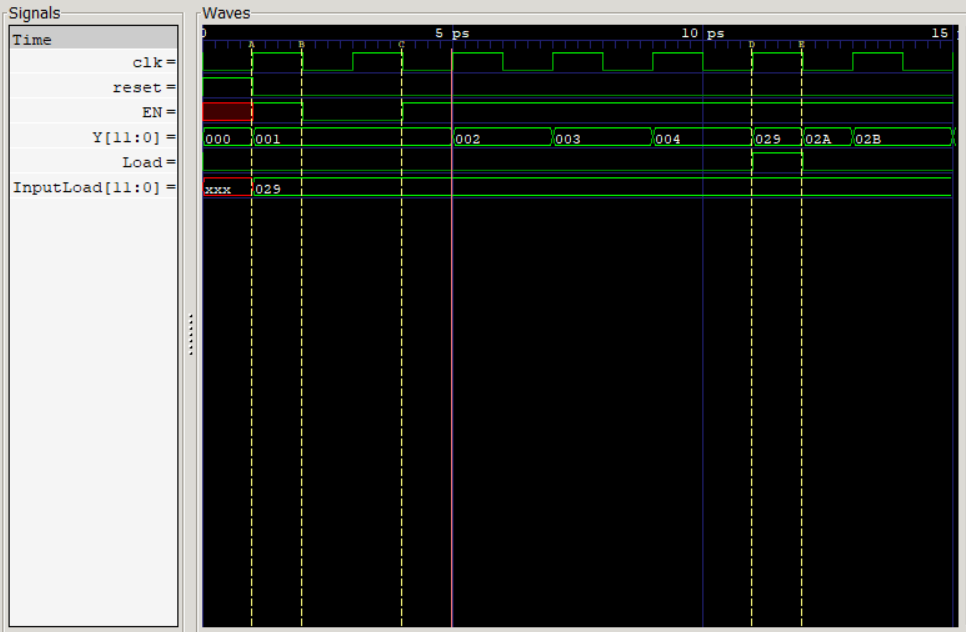 Signals
Waves
Time
0 5 ps 10 ps 15
A B C D E
clk=
reset=
EN=
Y[11:0]= 000 001 002 003 004 029 02A 02B
Load=
InputLoad[11:0]= xxx 029